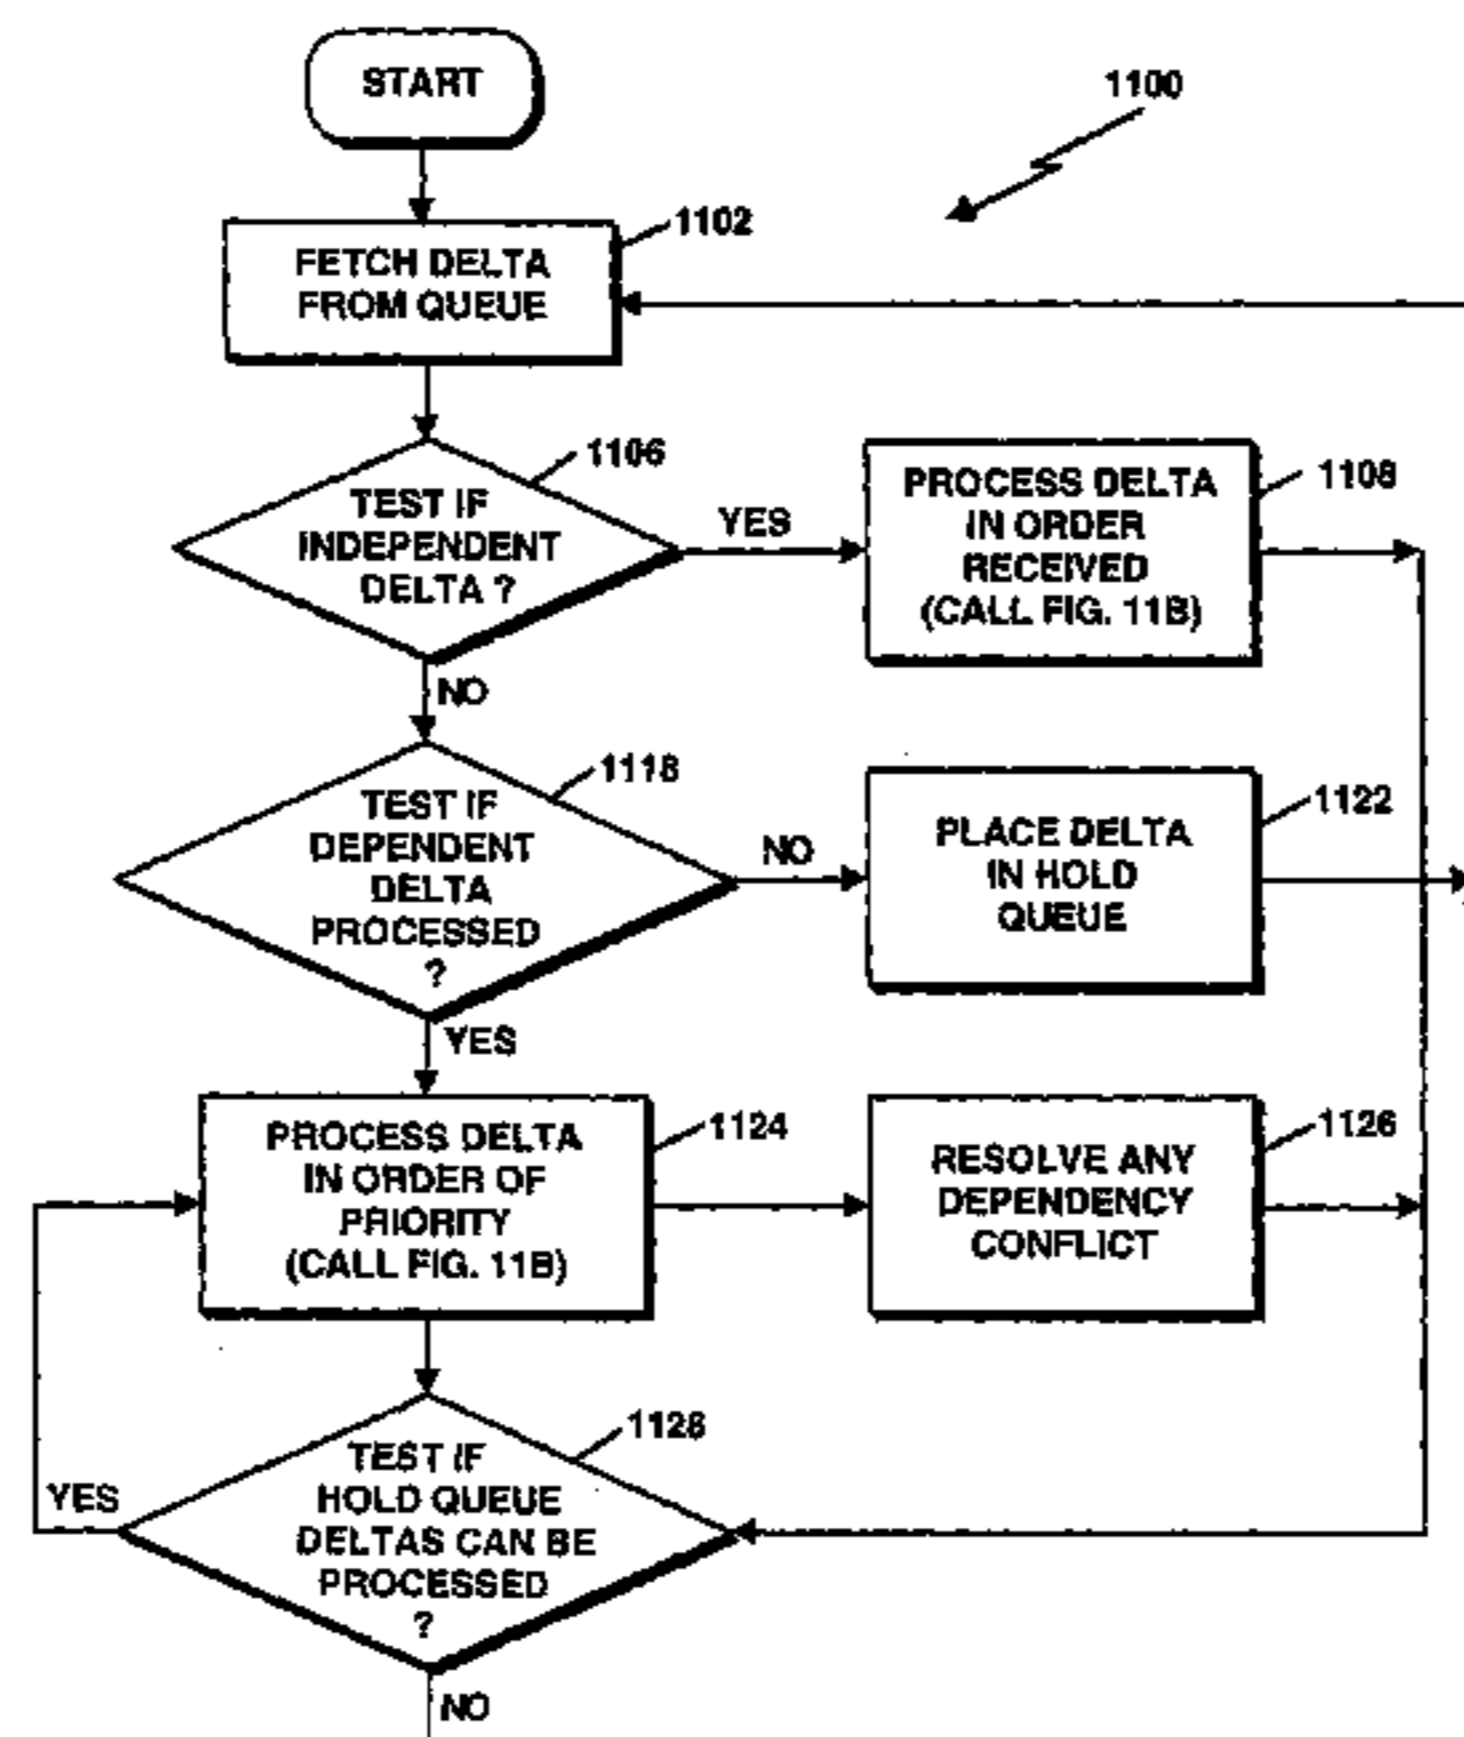 START
1100
1102
FETCH DELTA
FROM QUEUE
1106
TEST IF
INDEPENDENT
DELTA ?
YES
1108
PROCESS DELTA
IN ORDER
RECEIVED
(CALL FIG. 11B)
NO
1118
TEST IF
DEPENDENT
DELTA
PROCESSED
?
NO
1122
PLACE DELTA
IN HOLD
QUEUE
YES
1124
PROCESS DELTA
IN ORDER OF
PRIORITY
(CALL FIG. 11B)
1126
RESOLVE ANY
DEPENDENCY
CONFLICT
1128
TEST IF
HOLD QUEUE
DELTAS CAN BE
PROCESSED
?
YES
NO